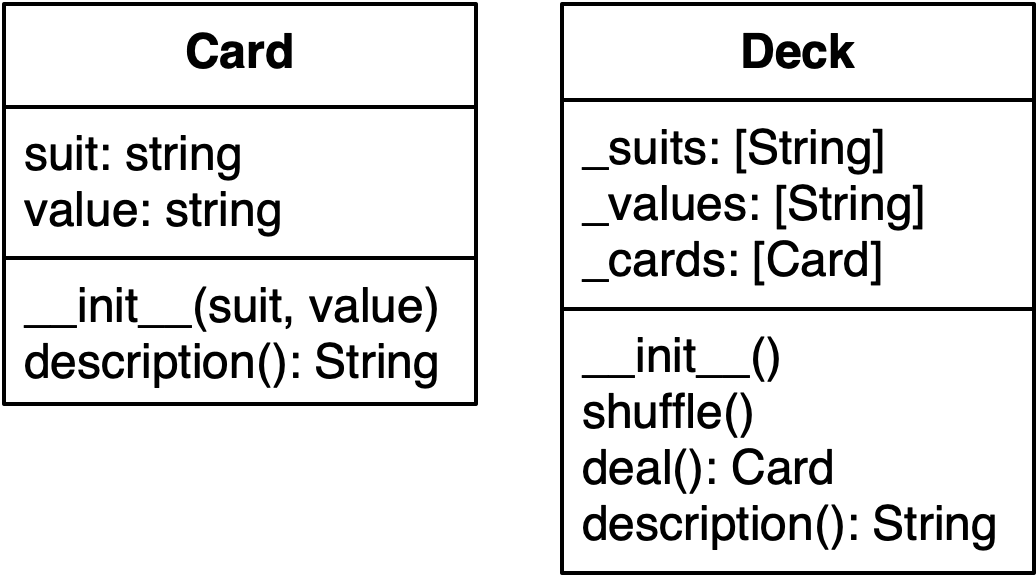 Card
suit: string
value: string
__init__(suit, value)
description(): String
Deck
_suits: [String]
_values: [String]
_cards: [Card]
__init__()
shuffle()
deal(): Card
description(): String